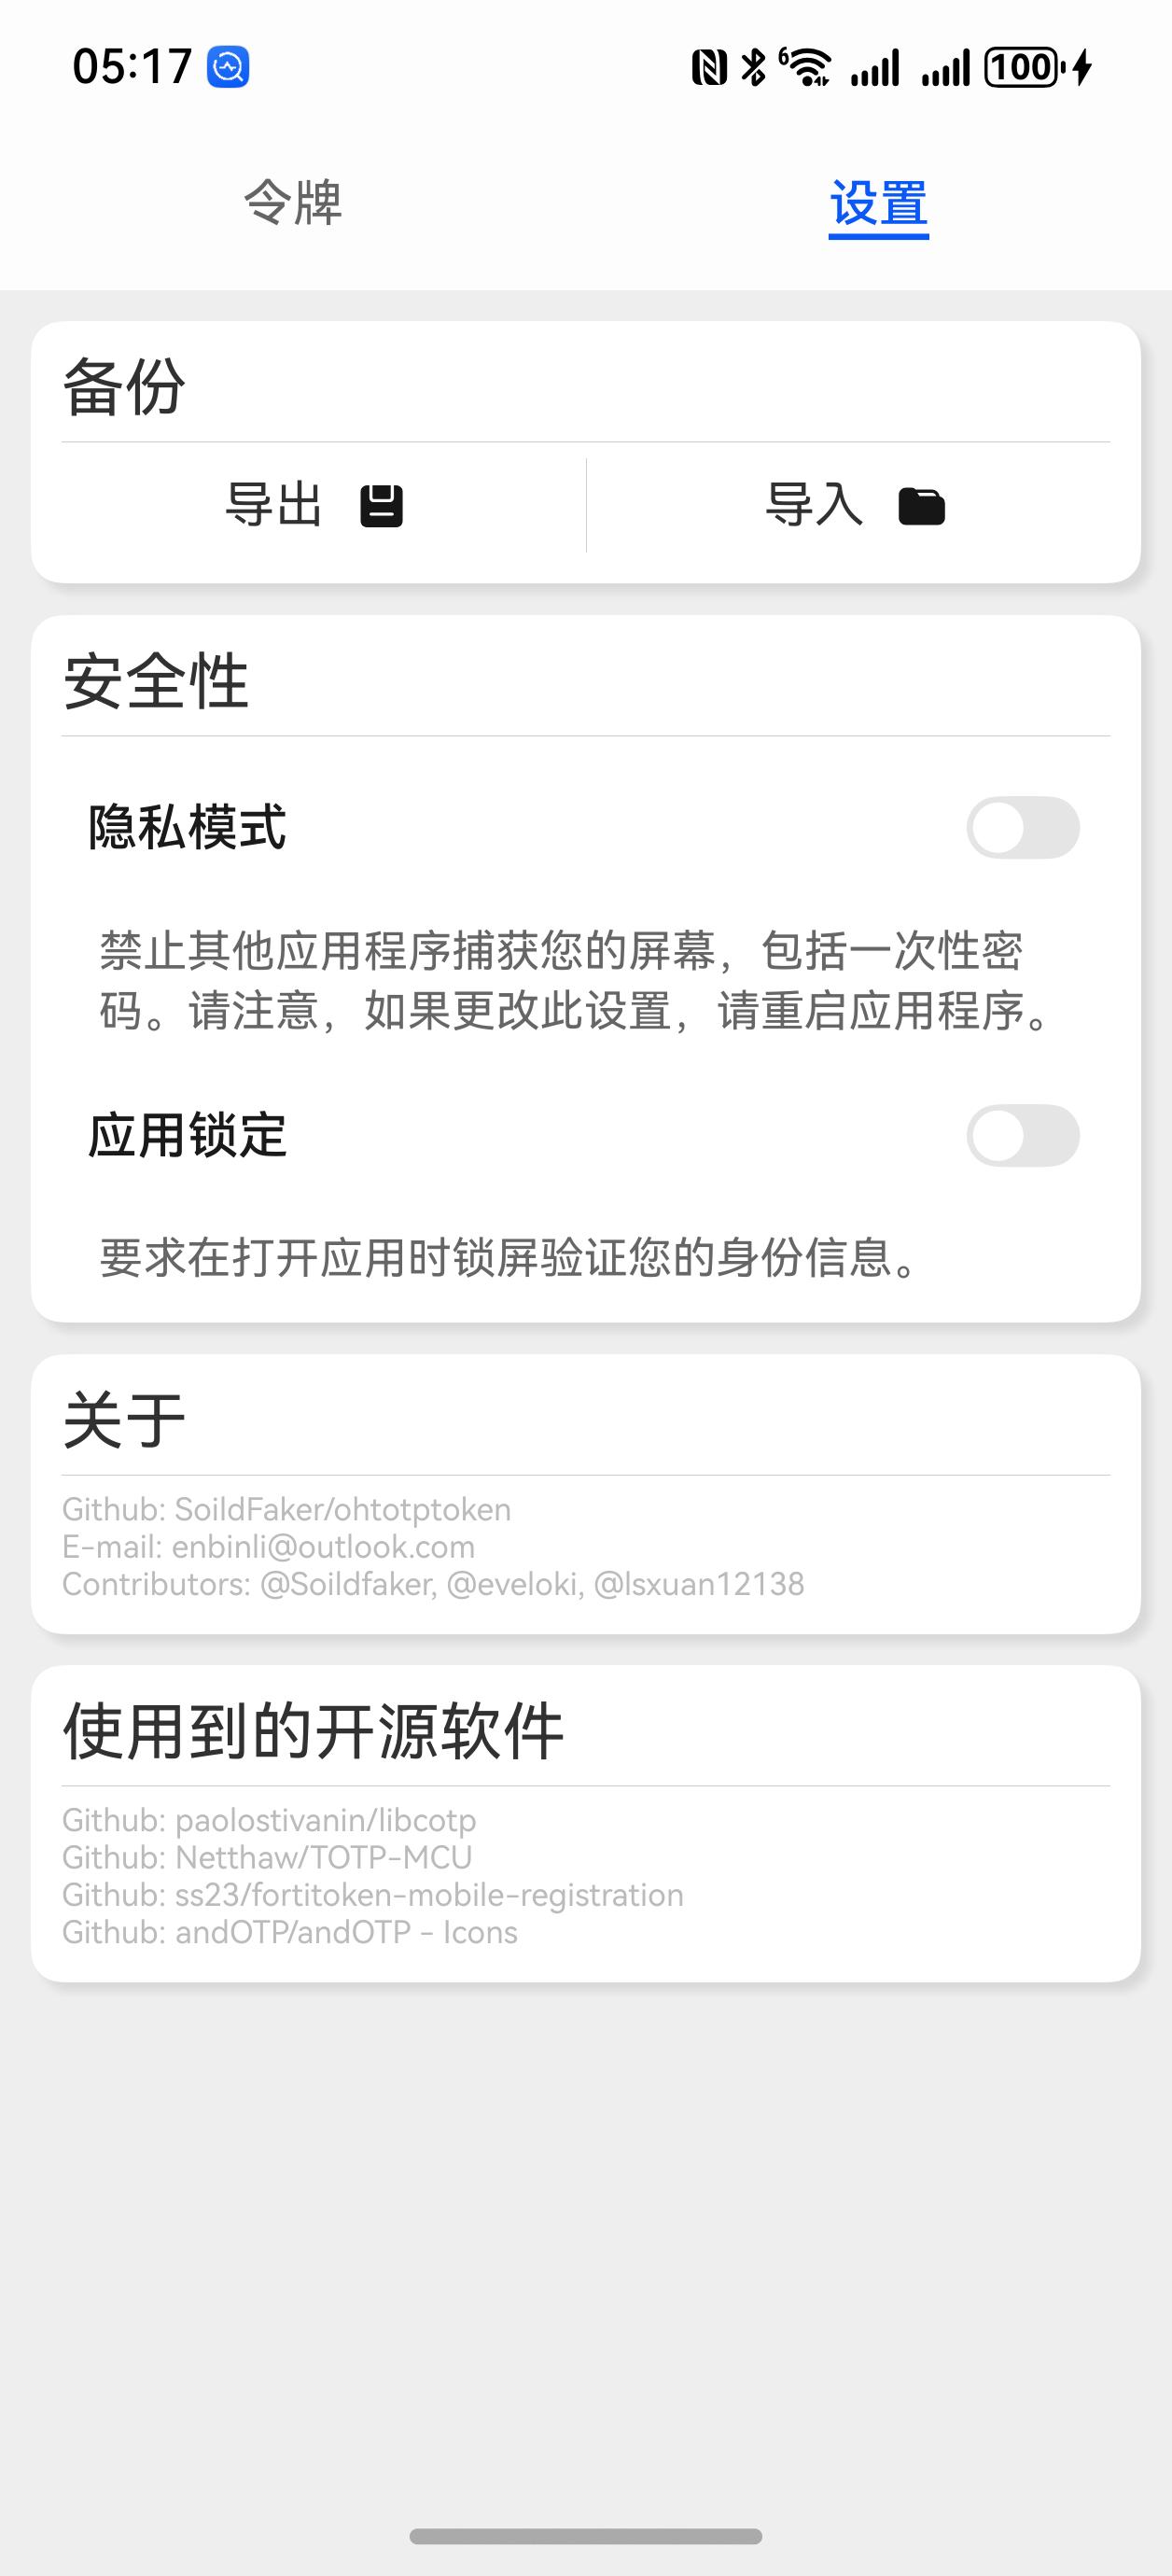 05:17
6
100
令牌
设置
备份
导出
导入
安全性
隐私模式
禁止其他应用程序捕获您的屏幕，包括一次性密
码。请注意，如果更改此设置，请重启应用程序。
应用锁定
要求在打开应用时锁屏验证您的身份信息。
关于
Github: SoildFaker/ohtotptoken
E-mail: enbinli@outlook.com
Contributors: @Soildfaker, @eveloki, @lsxuan12138
使用到的开源软件
Github: paolostivanin/libcotp
Github: Netthaw/TOTP-MCU
Github: ss23/fortitoken-mobile-registration
Github: andOTP/andOTP - Icons